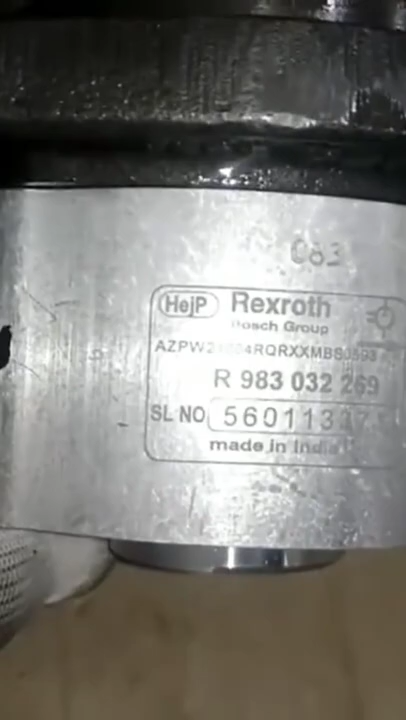 083
HejP Rexroth
Bosch Group
R 983 032 269
SL NO
made in India